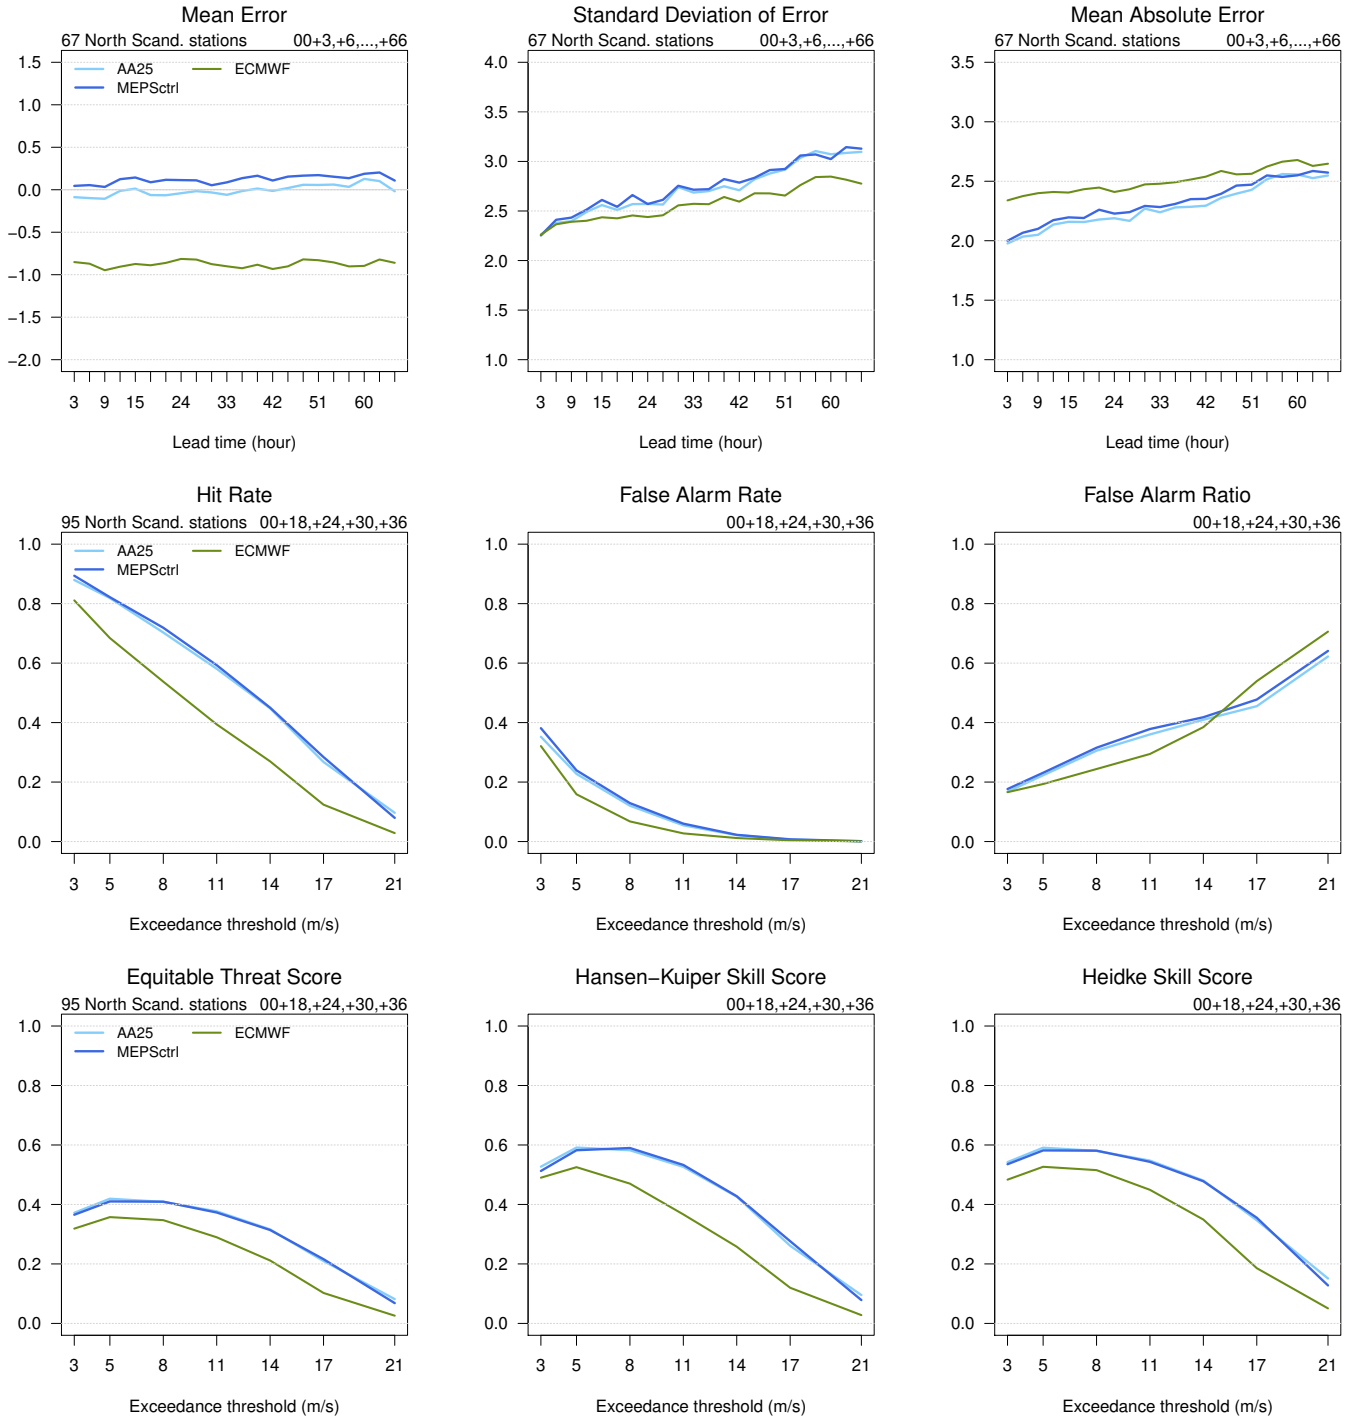 Mean Error
67 North Scand. stations 00+3,+6,...,+66
AA25 ECMWF
MEPSctrl
1.5
1.0
0.5
0.0
−0.5
−1.0
−1.5
−2.0
3 9 15 24 33 42 51 60
Lead time (hour)
Standard Deviation of Error
67 North Scand. stations 00+3,+6,...,+66
4.0
3.5
3.0
2.5
2.0
1.5
1.0
3 9 15 24 33 42 51 60
Lead time (hour)
Mean Absolute Error
67 North Scand. stations 00+3,+6,...,+66
3.5
3.0
2.5
2.0
1.5
1.0
3 9 15 24 33 42 51 60
Lead time (hour)
Hit Rate
95 North Scand. stations 00+18,+24,+30,+36
AA25 ECMWF
MEPSctrl
1.0
0.8
0.6
0.4
0.2
0.0
3 5 8 11 14 17 21
Exceedance threshold (m/s)
False Alarm Rate
00+18,+24,+30,+36
1.0
0.8
0.6
0.4
0.2
0.0
3 5 8 11 14 17 21
Exceedance threshold (m/s)
False Alarm Ratio
00+18,+24,+30,+36
1.0
0.8
0.6
0.4
0.2
0.0
3 5 8 11 14 17 21
Exceedance threshold (m/s)
Equitable Threat Score
95 North Scand. stations 00+18,+24,+30,+36
AA25 ECMWF
MEPSctrl
1.0
0.8
0.6
0.4
0.2
0.0
3 5 8 11 14 17 21
Exceedance threshold (m/s)
Hansen−Kuiper Skill Score
00+18,+24,+30,+36
1.0
0.8
0.6
0.4
0.2
0.0
3 5 8 11 14 17 21
Exceedance threshold (m/s)
Heidke Skill Score
00+18,+24,+30,+36
1.0
0.8
0.6
0.4
0.2
0.0
3 5 8 11 14 17 21
Exceedance threshold (m/s)